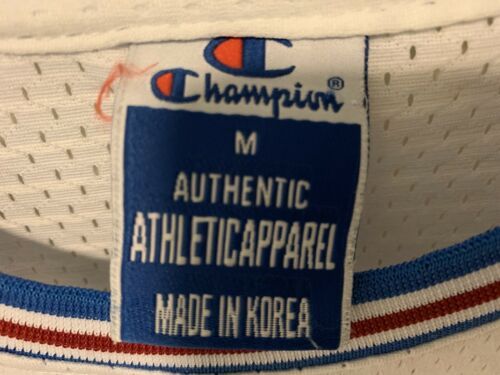 Champion®
M
AUTHENTIC
ATHLETICAPPAREL
MADE IN KOREA